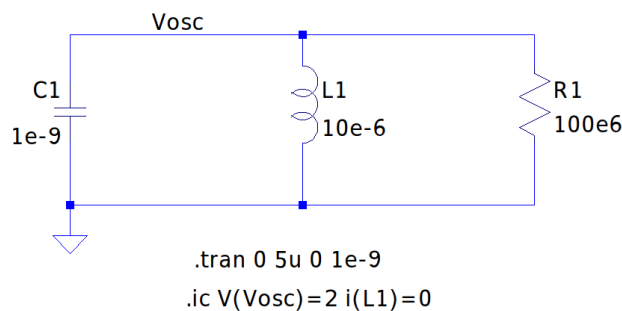 Vosc
C1
1e-9
L1
10e-6
R1
100e6
.tran 0 5u 0 1e-9
.ic V(Vosc)=2 i(L1)=0